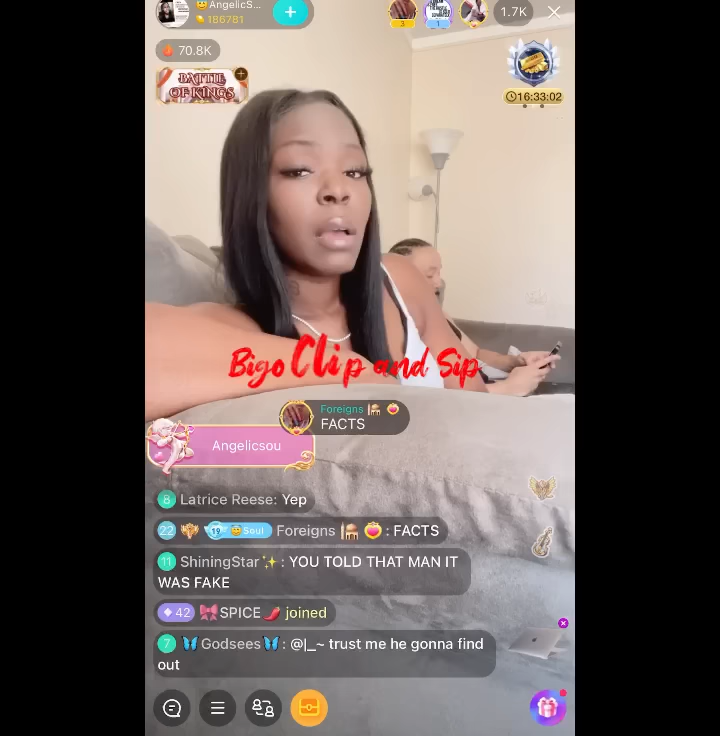 AngelicS...
186781
3
1
1.7K
70.8K
BATTLE
OF KINGS
16:33:02
Bigo Clip and Sip
Foreigns
FACTS
Angelicsou
8 Latrice Reese: Yep
22 19 Soul Foreigns : FACTS
11 ShiningStar✨ : YOU TOLD THAT MAN IT
WAS FAKE
42 🎀SPICE🌶️ joined
7 🦋Godsees🦋: @|_~ trust me he gonna find
out